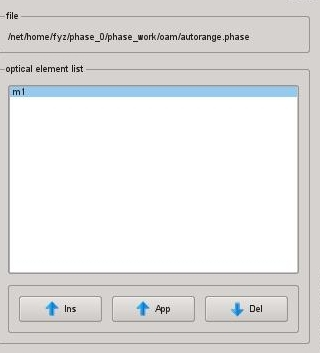 file
/net/home/fyz/phase_0/phase_work/oam/autorange.phase
optical element list
m1
Ins
App
Del